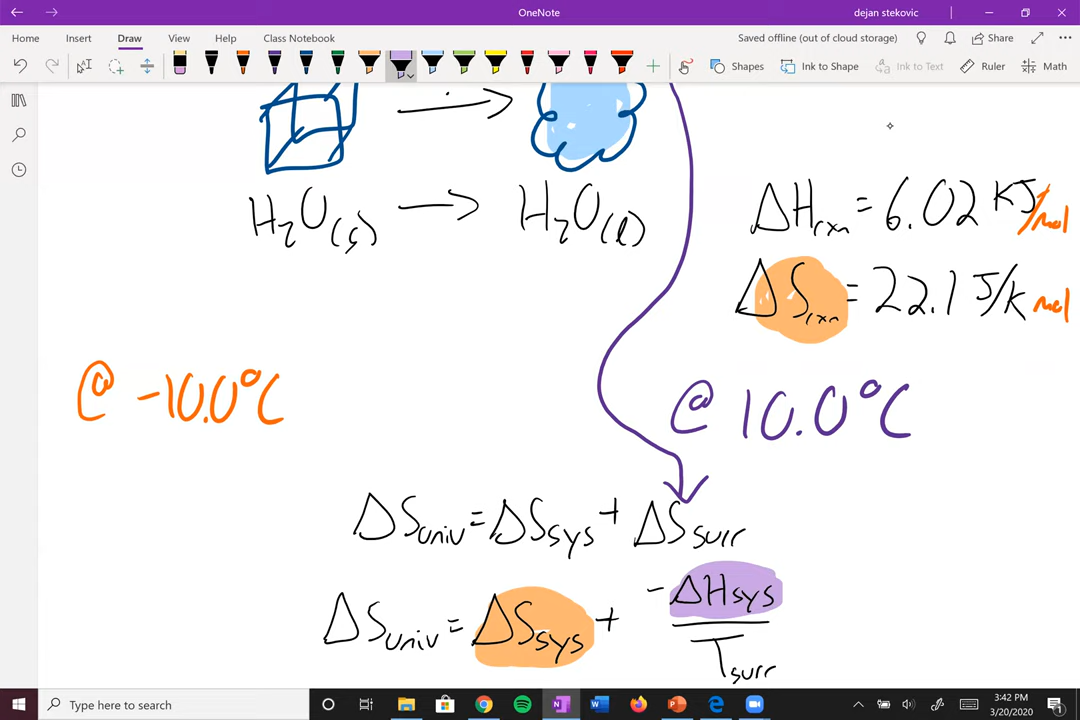 OneNote
dejan stekovic
Home Insert Draw View Help Class Notebook
Saved offline (out of cloud storage) Share
Shapes Ink to Shape Ink to Text Ruler Math
H₂O(s) → H₂O(l)
ΔHrxn = 6.02 KJ/mol
ΔSrxn = 22.1 J/K mol
@ -10.0°C
@ 10.0°C
ΔSuniv = ΔSsys + ΔSsurr
ΔSuniv = ΔSsys + -ΔHsys
Tsurr
Type here to search
3:42 PM
3/20/2020